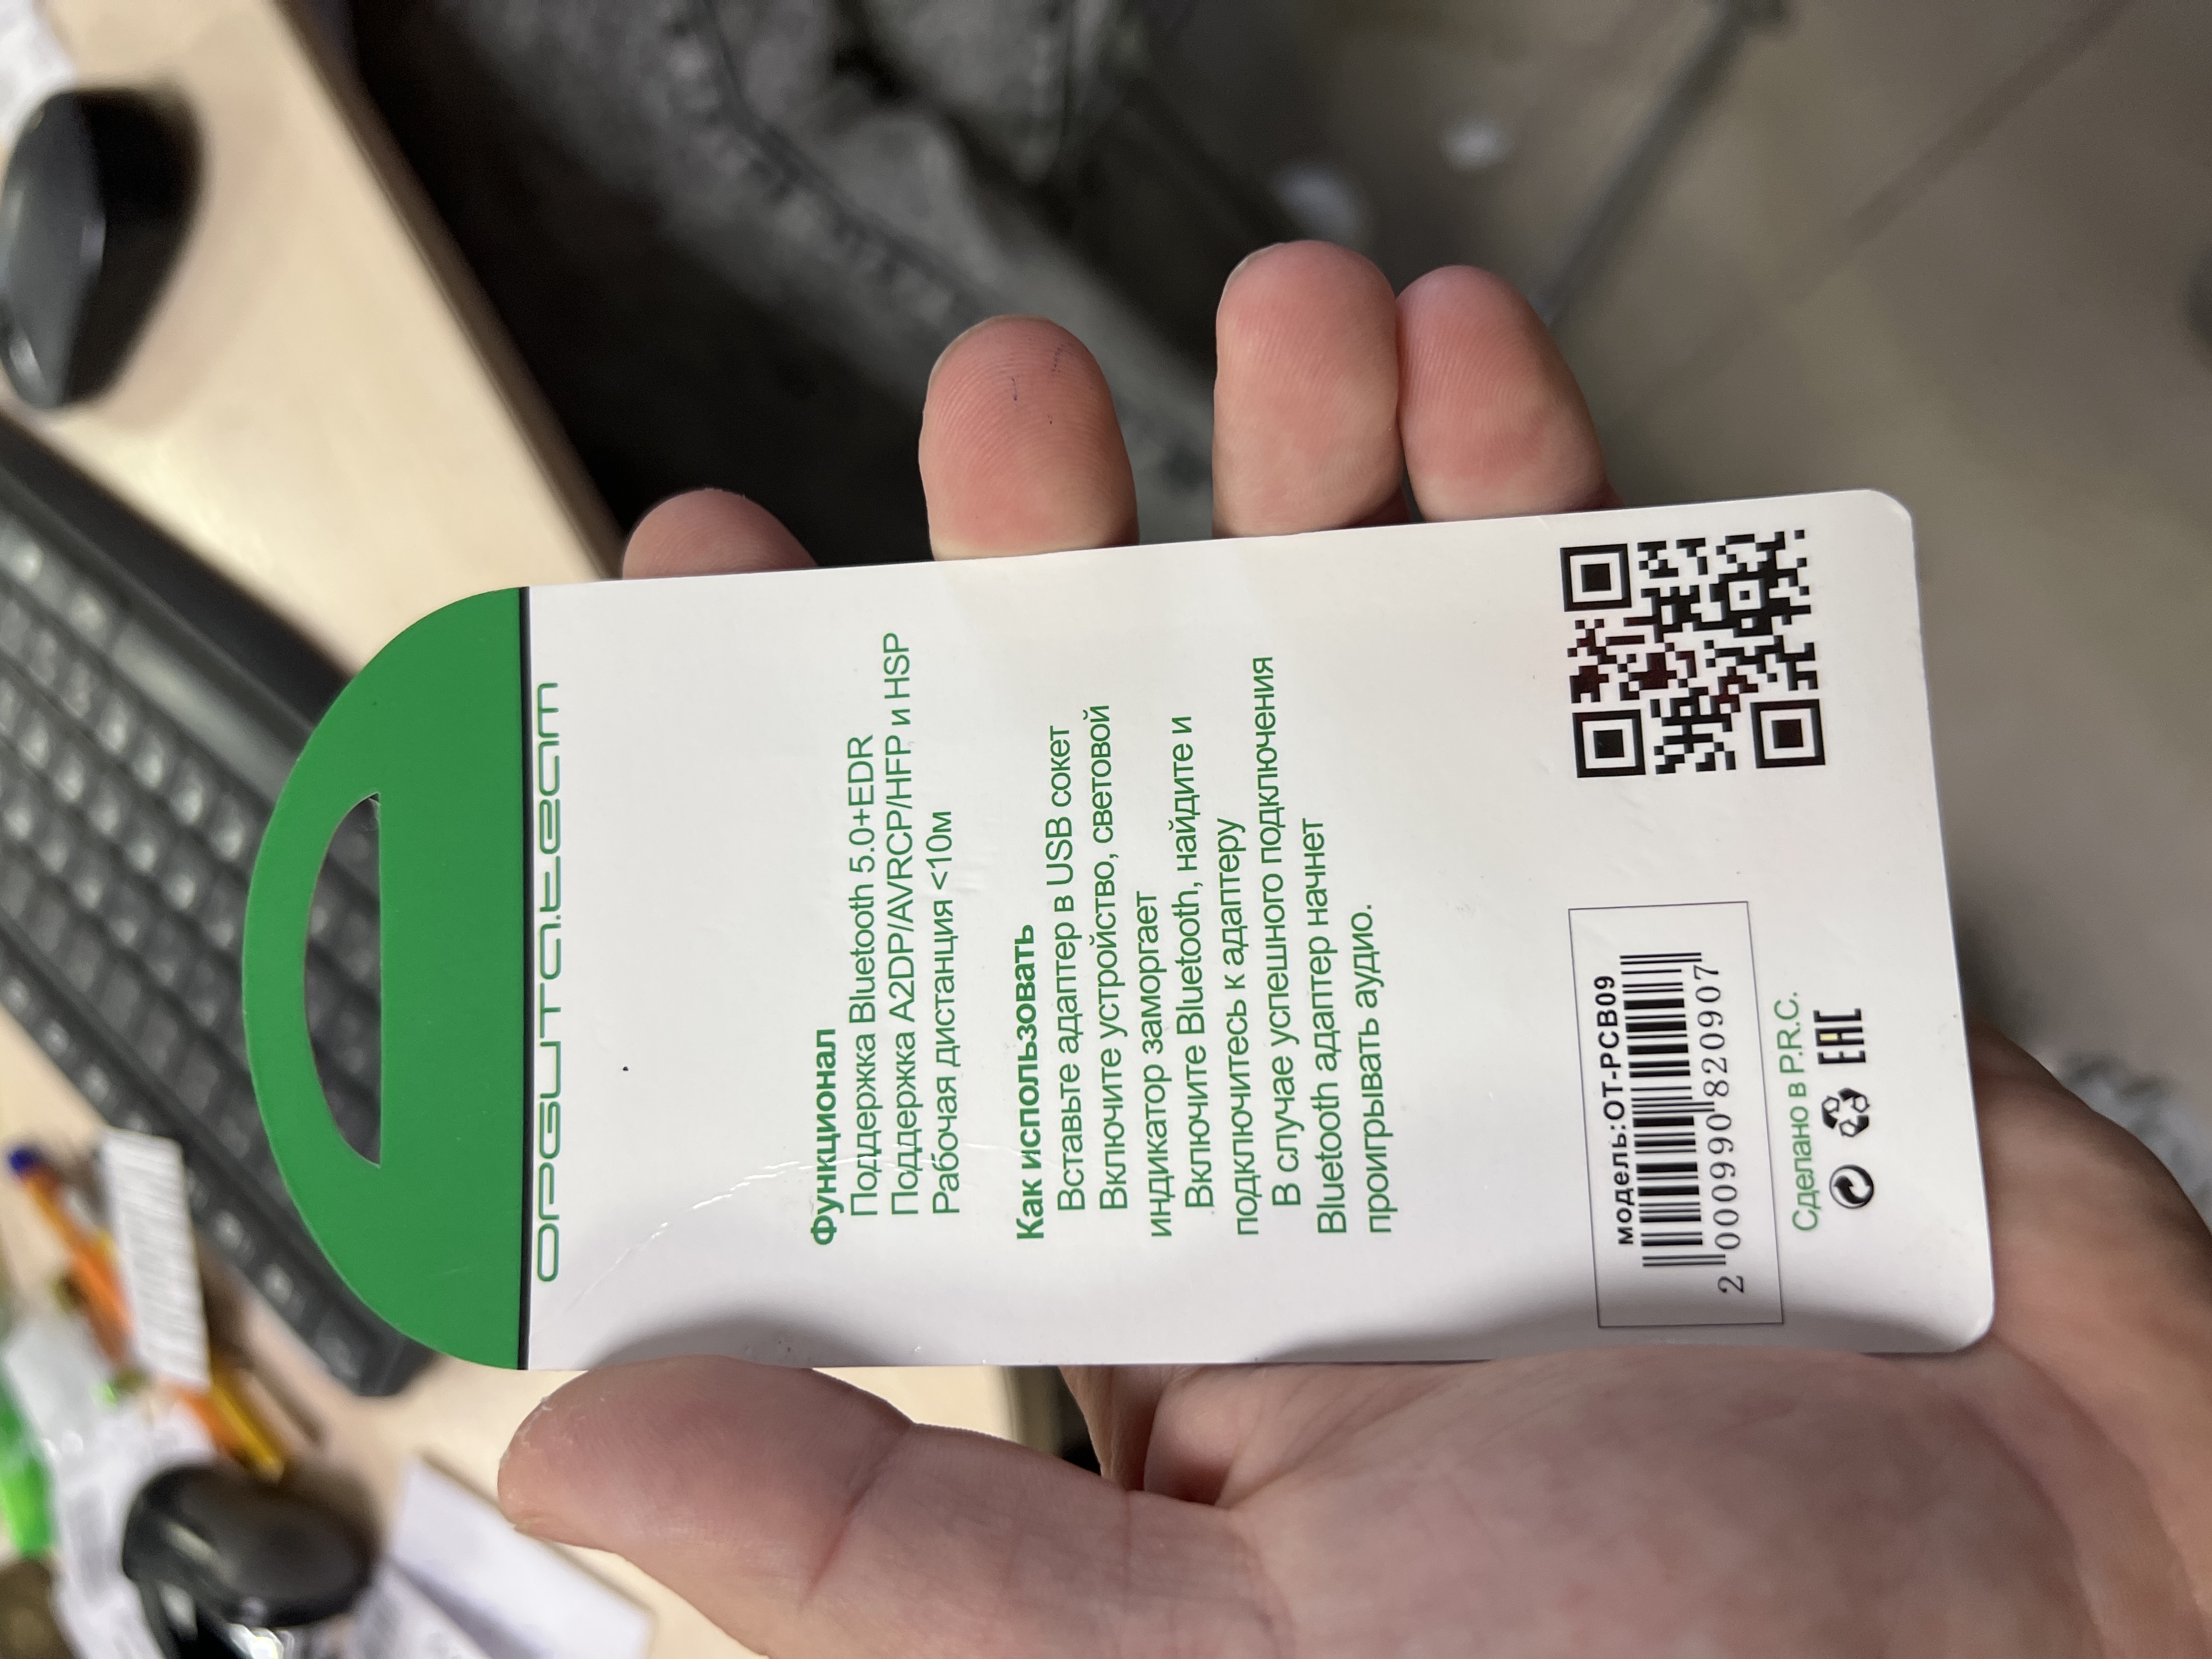 ORBITA.TEAM
Функционал
Поддержка Bluetooth 5.0+EDR
Поддержка A2DP/AVRCP/HFP и HSP
Рабочая дистанция <10м
Как использовать
Вставьте адаптер в USB сокет
Включите устройство, световой
индикатор заморгает
Включите Bluetooth, найдите и
подключитесь к адаптеру
В случае успешного подключения
Bluetooth адаптер начнет
проигрывать аудио.
модель:OT-PCB09
2 000990 820907
Сделано в P.R.C.
EAC